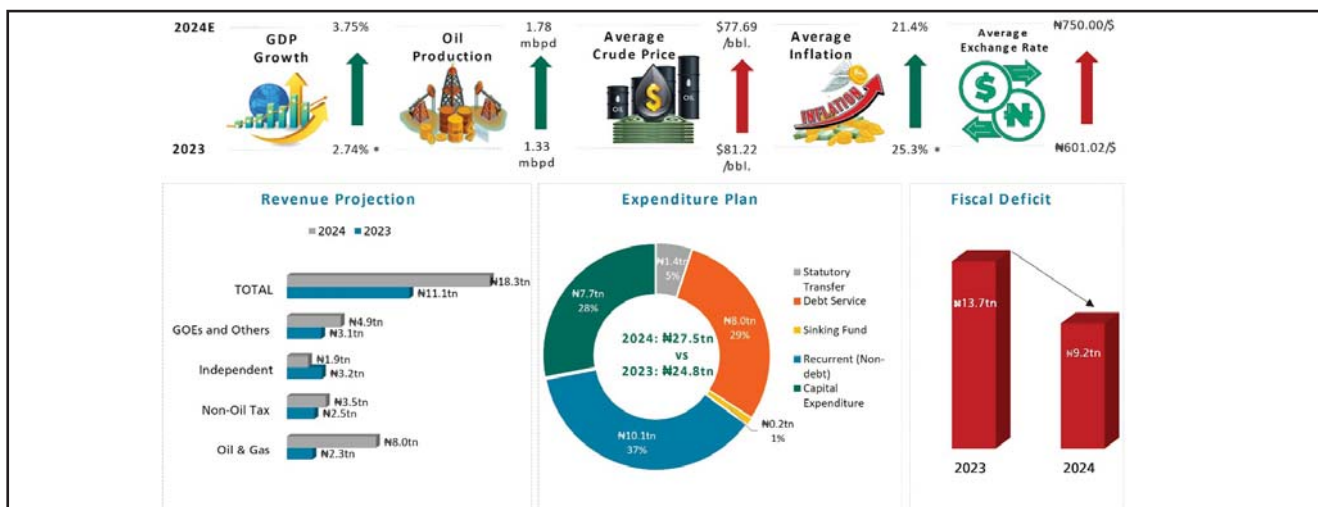 2024E
GDP
Growth
3.75%
Oil
Production
1.78
mbpd
Average
Crude Price
$77.69
/bbl.
Average
Inflation
21.4%
Average
Exchange Rate
₦750.00/$
OIL
OIL
$
INFLATION
$
₦
2023
2.74% *
1.33
mbpd
$81.22
/bbl.
25.3% *
₦601.02/$
Revenue Projection
2024 2023
TOTAL
₦18.3tn
₦11.1tn
GOEs and Others
₦4.9tn
₦3.1tn
Independent
₦1.9tn
₦3.2tn
Non-Oil Tax
₦3.5tn
₦2.5tn
Oil & Gas
₦8.0tn
₦2.3tn
Expenditure Plan
₦1.4tn
5%
₦8.0tn
29%
₦0.2tn
1%
₦10.1tn
37%
₦7.7tn
28%
2024: ₦27.5tn
vs
2023: ₦24.8tn
Statutory
Transfer
Debt Service
Sinking Fund
Recurrent (Non-
debt)
Capital
Expenditure
Fiscal Deficit
₦13.7tn
₦9.2tn
2023
2024